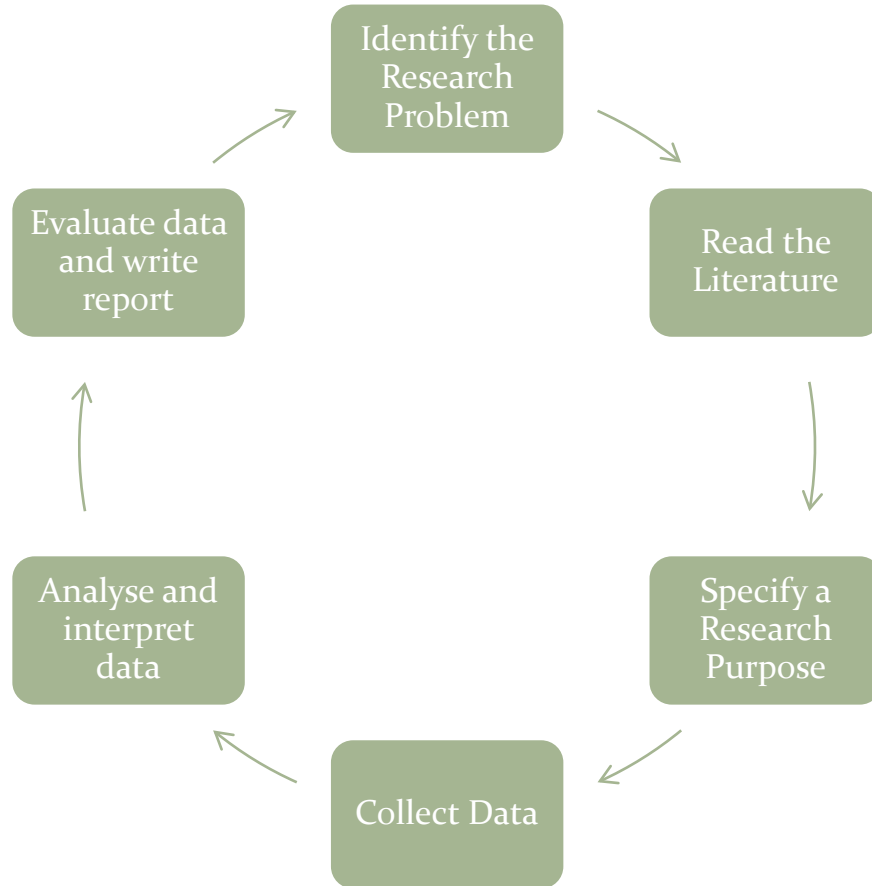 Identify the
Research
Problem
Read the
Literature
Specify a
Research
Purpose
Collect Data
Analyse and
interpret
data
Evaluate data
and write
report